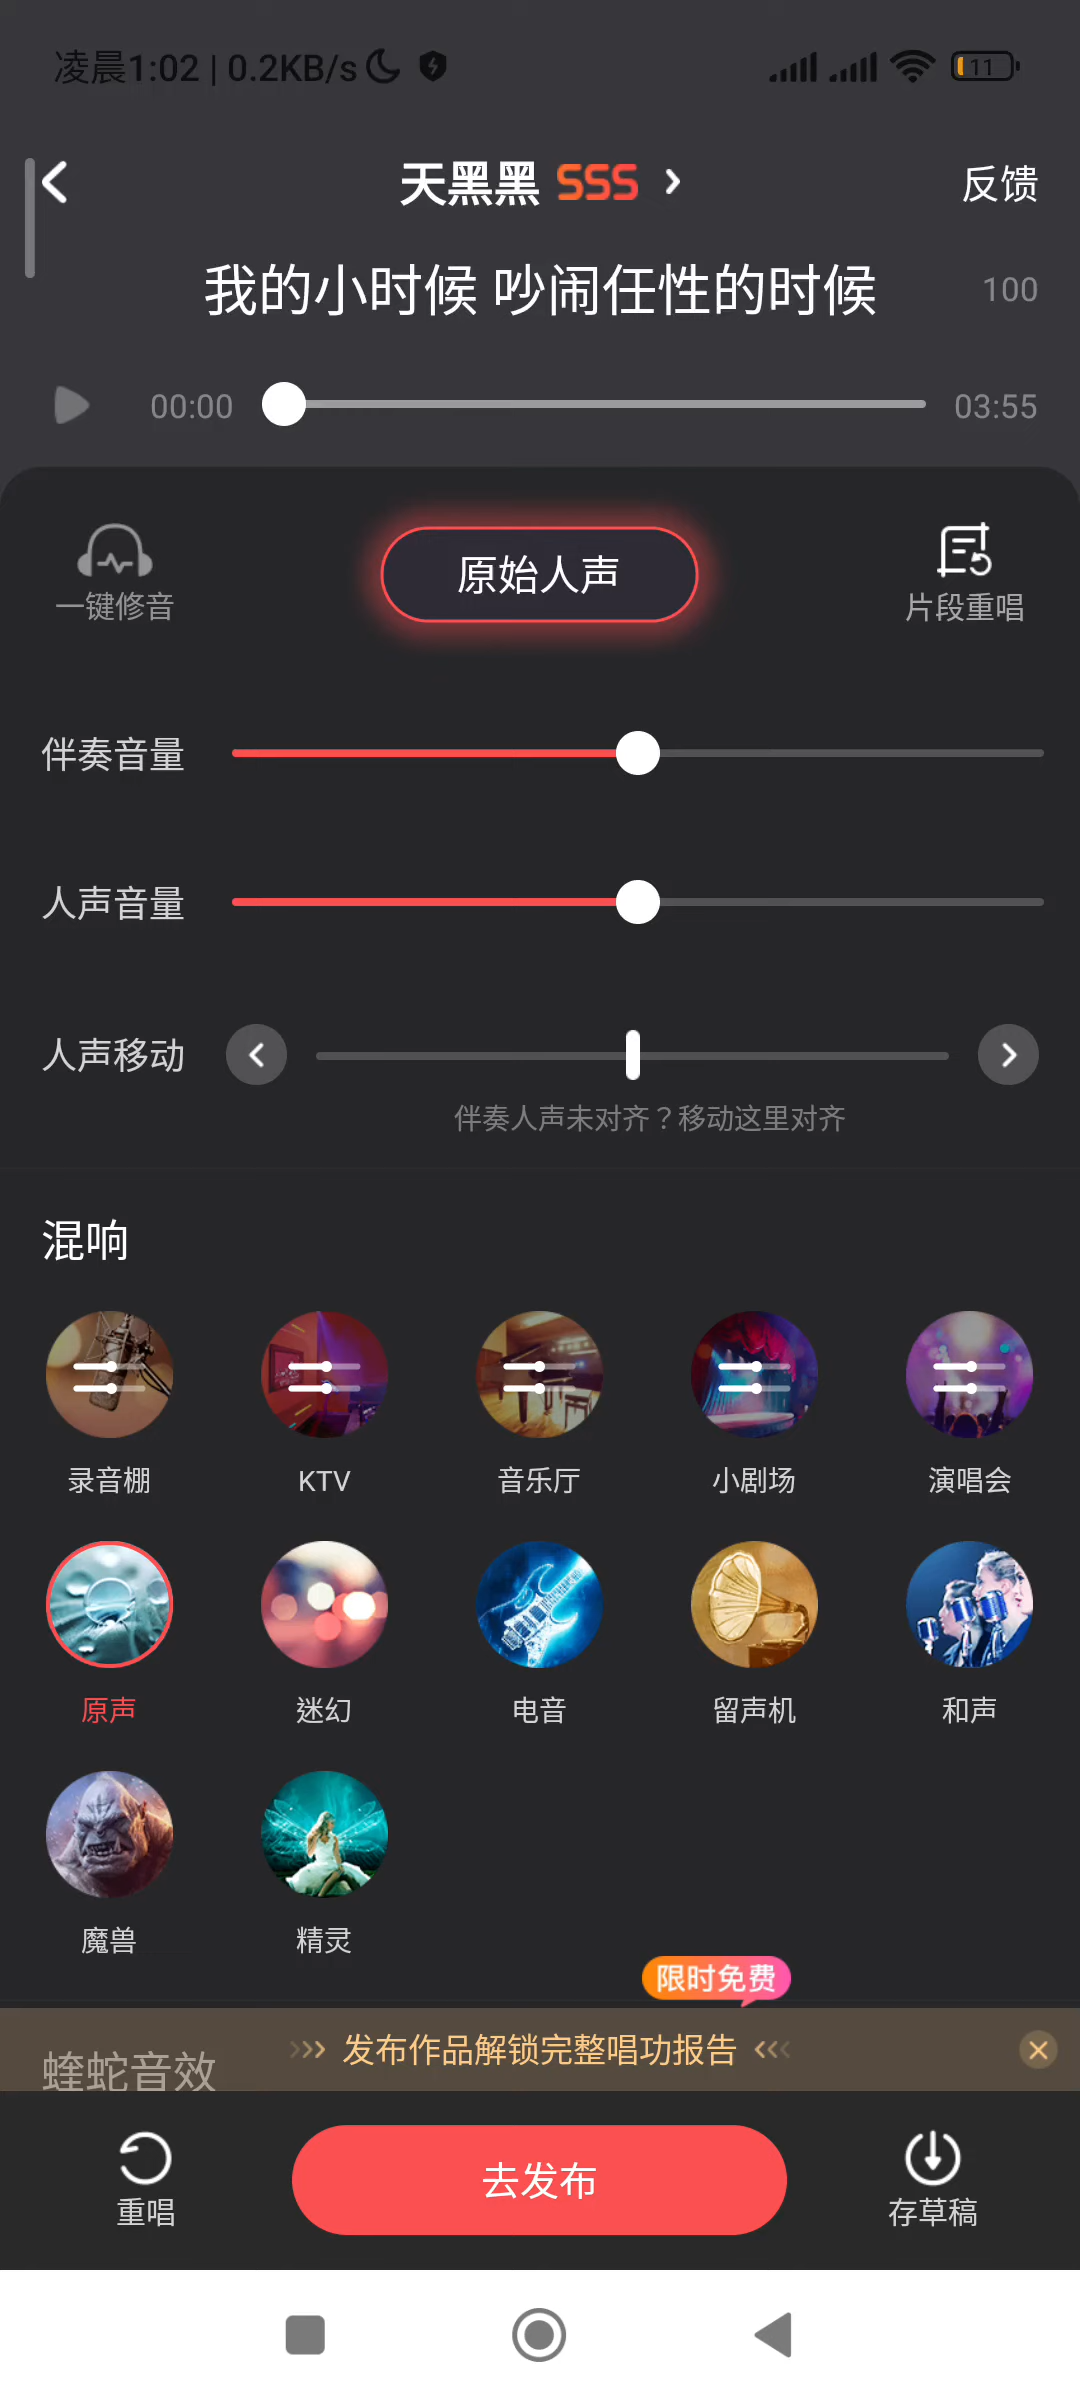 凌晨1:02 | 0.2KB/s
11
天黑黑 SSS
反馈
我的小时候 吵闹任性的时候
100
00:00
03:55
一键修音
原始人声
片段重唱
伴奏音量
人声音量
人声移动
伴奏人声未对齐？移动这里对齐
混响
录音棚
KTV
音乐厅
小剧场
演唱会
原声
迷幻
电音
留声机
和声
魔兽
精灵
限时免费
蝰蛇音效
发布作品解锁完整唱功报告
重唱
去发布
存草稿